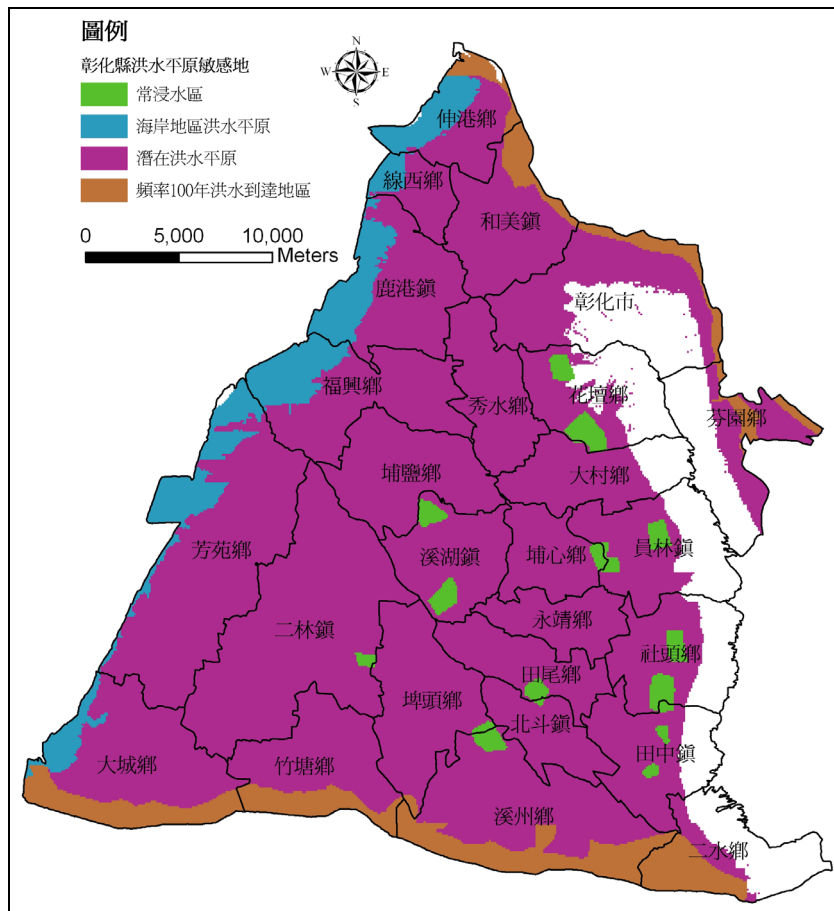 圖例
彰化縣洪水平原敏感地
常浸水區
海岸地區洪水平原
潛在洪水平原
頻率100年洪水到達地區
0 5,000 10,000
Meters
N
W E
S
伸港鄉
線西鄉
和美鎮
鹿港鎮
彰化市
福興鄉
秀水鄉
花壇鄉
芬園鄉
埔鹽鄉
大村鄉
芳苑鄉
溪湖鎮
埔心鄉
員林鎮
二林鎮
永靖鄉
社頭鄉
田尾鄉
埤頭鄉
北斗鎮
田中鎮
大城鄉
竹塘鄉
溪州鄉
二水鄉